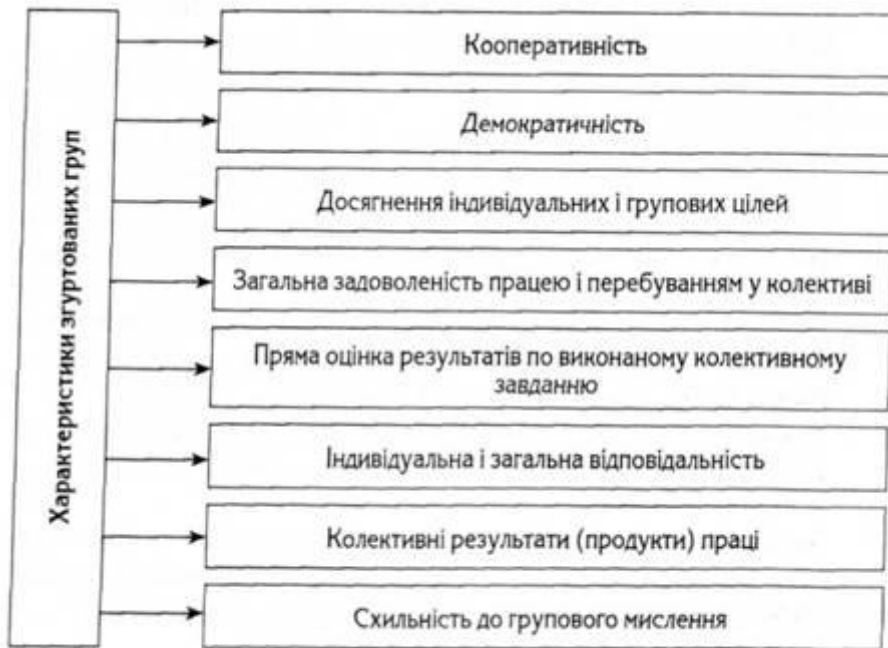 Характеристики згуртованих груп
Кооперативність
Демократичність
Досягнення індивідуальних і групових цілей
Загальна задоволеність працею і перебуванням у колективі
Пряма оцінка результатів по виконаному колективному
завданню
Індивідуальна і загальна відповідальність
Колективні результати (продукти) праці
Схильність до групового мислення